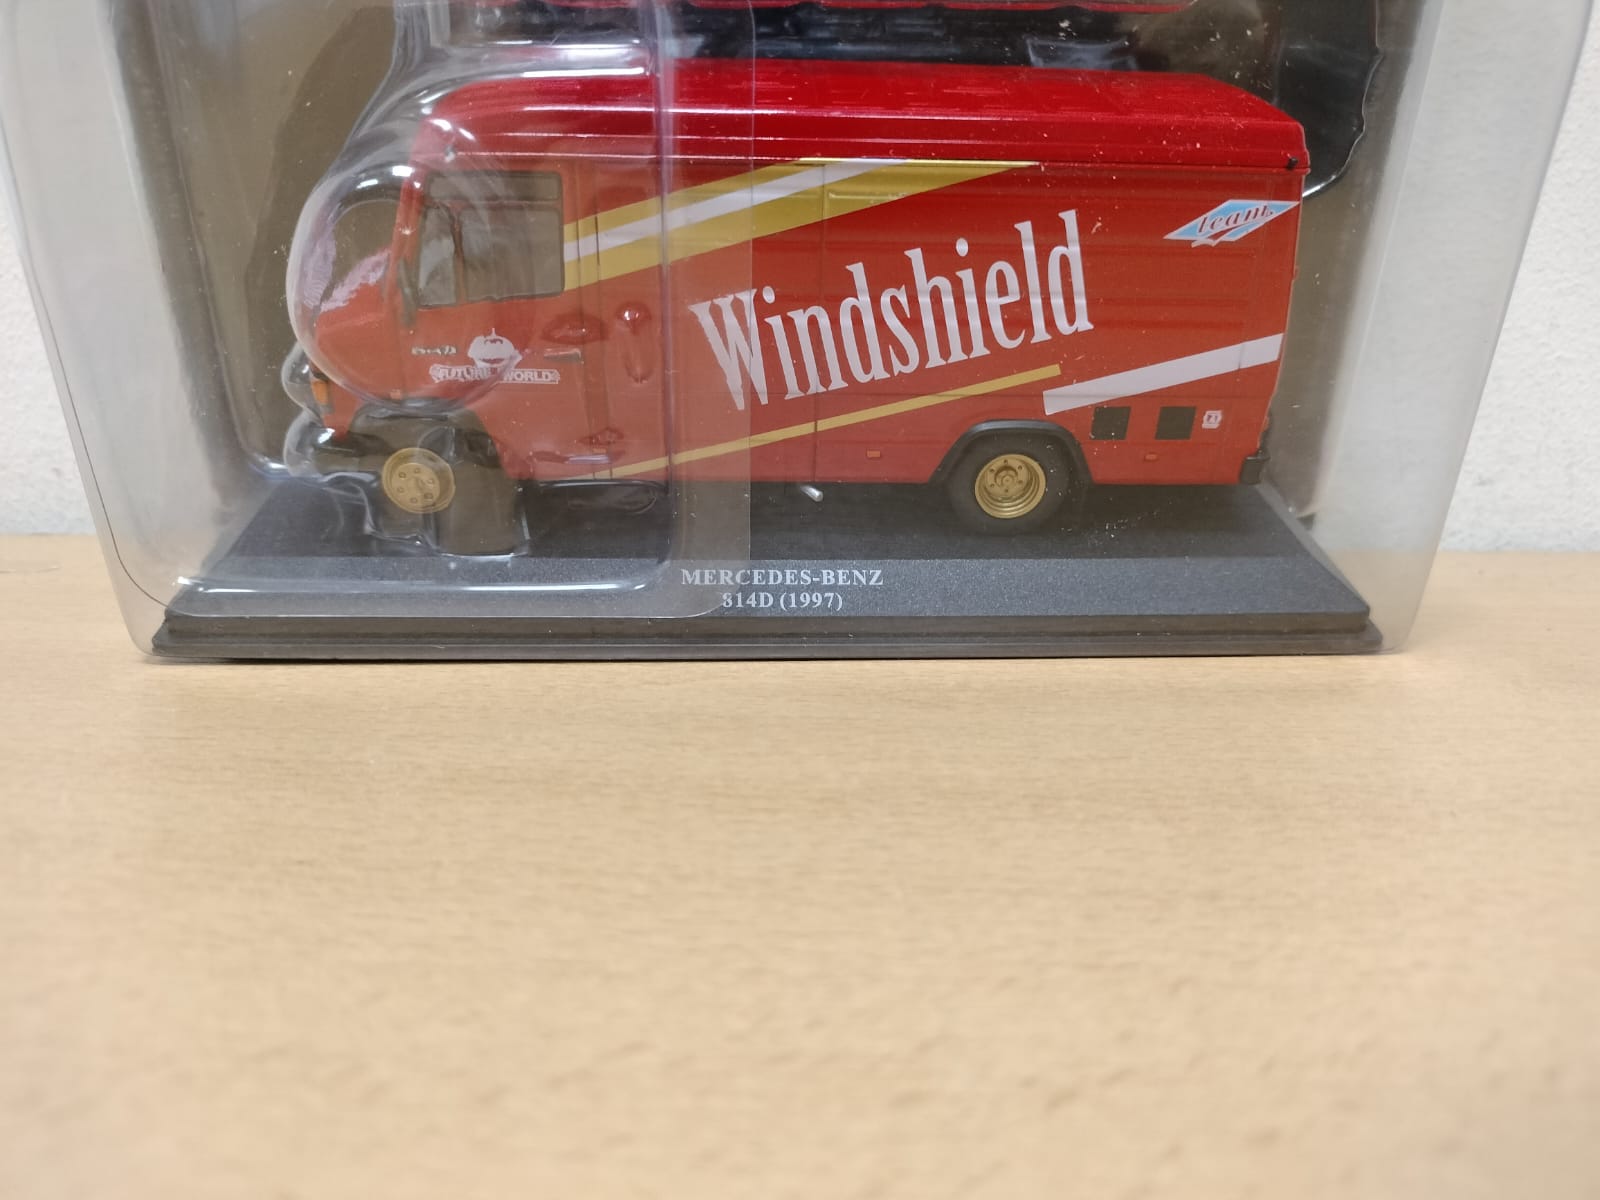 team
Windshield
FUTURE WORLD
MERCEDES-BENZ
814D (1997)